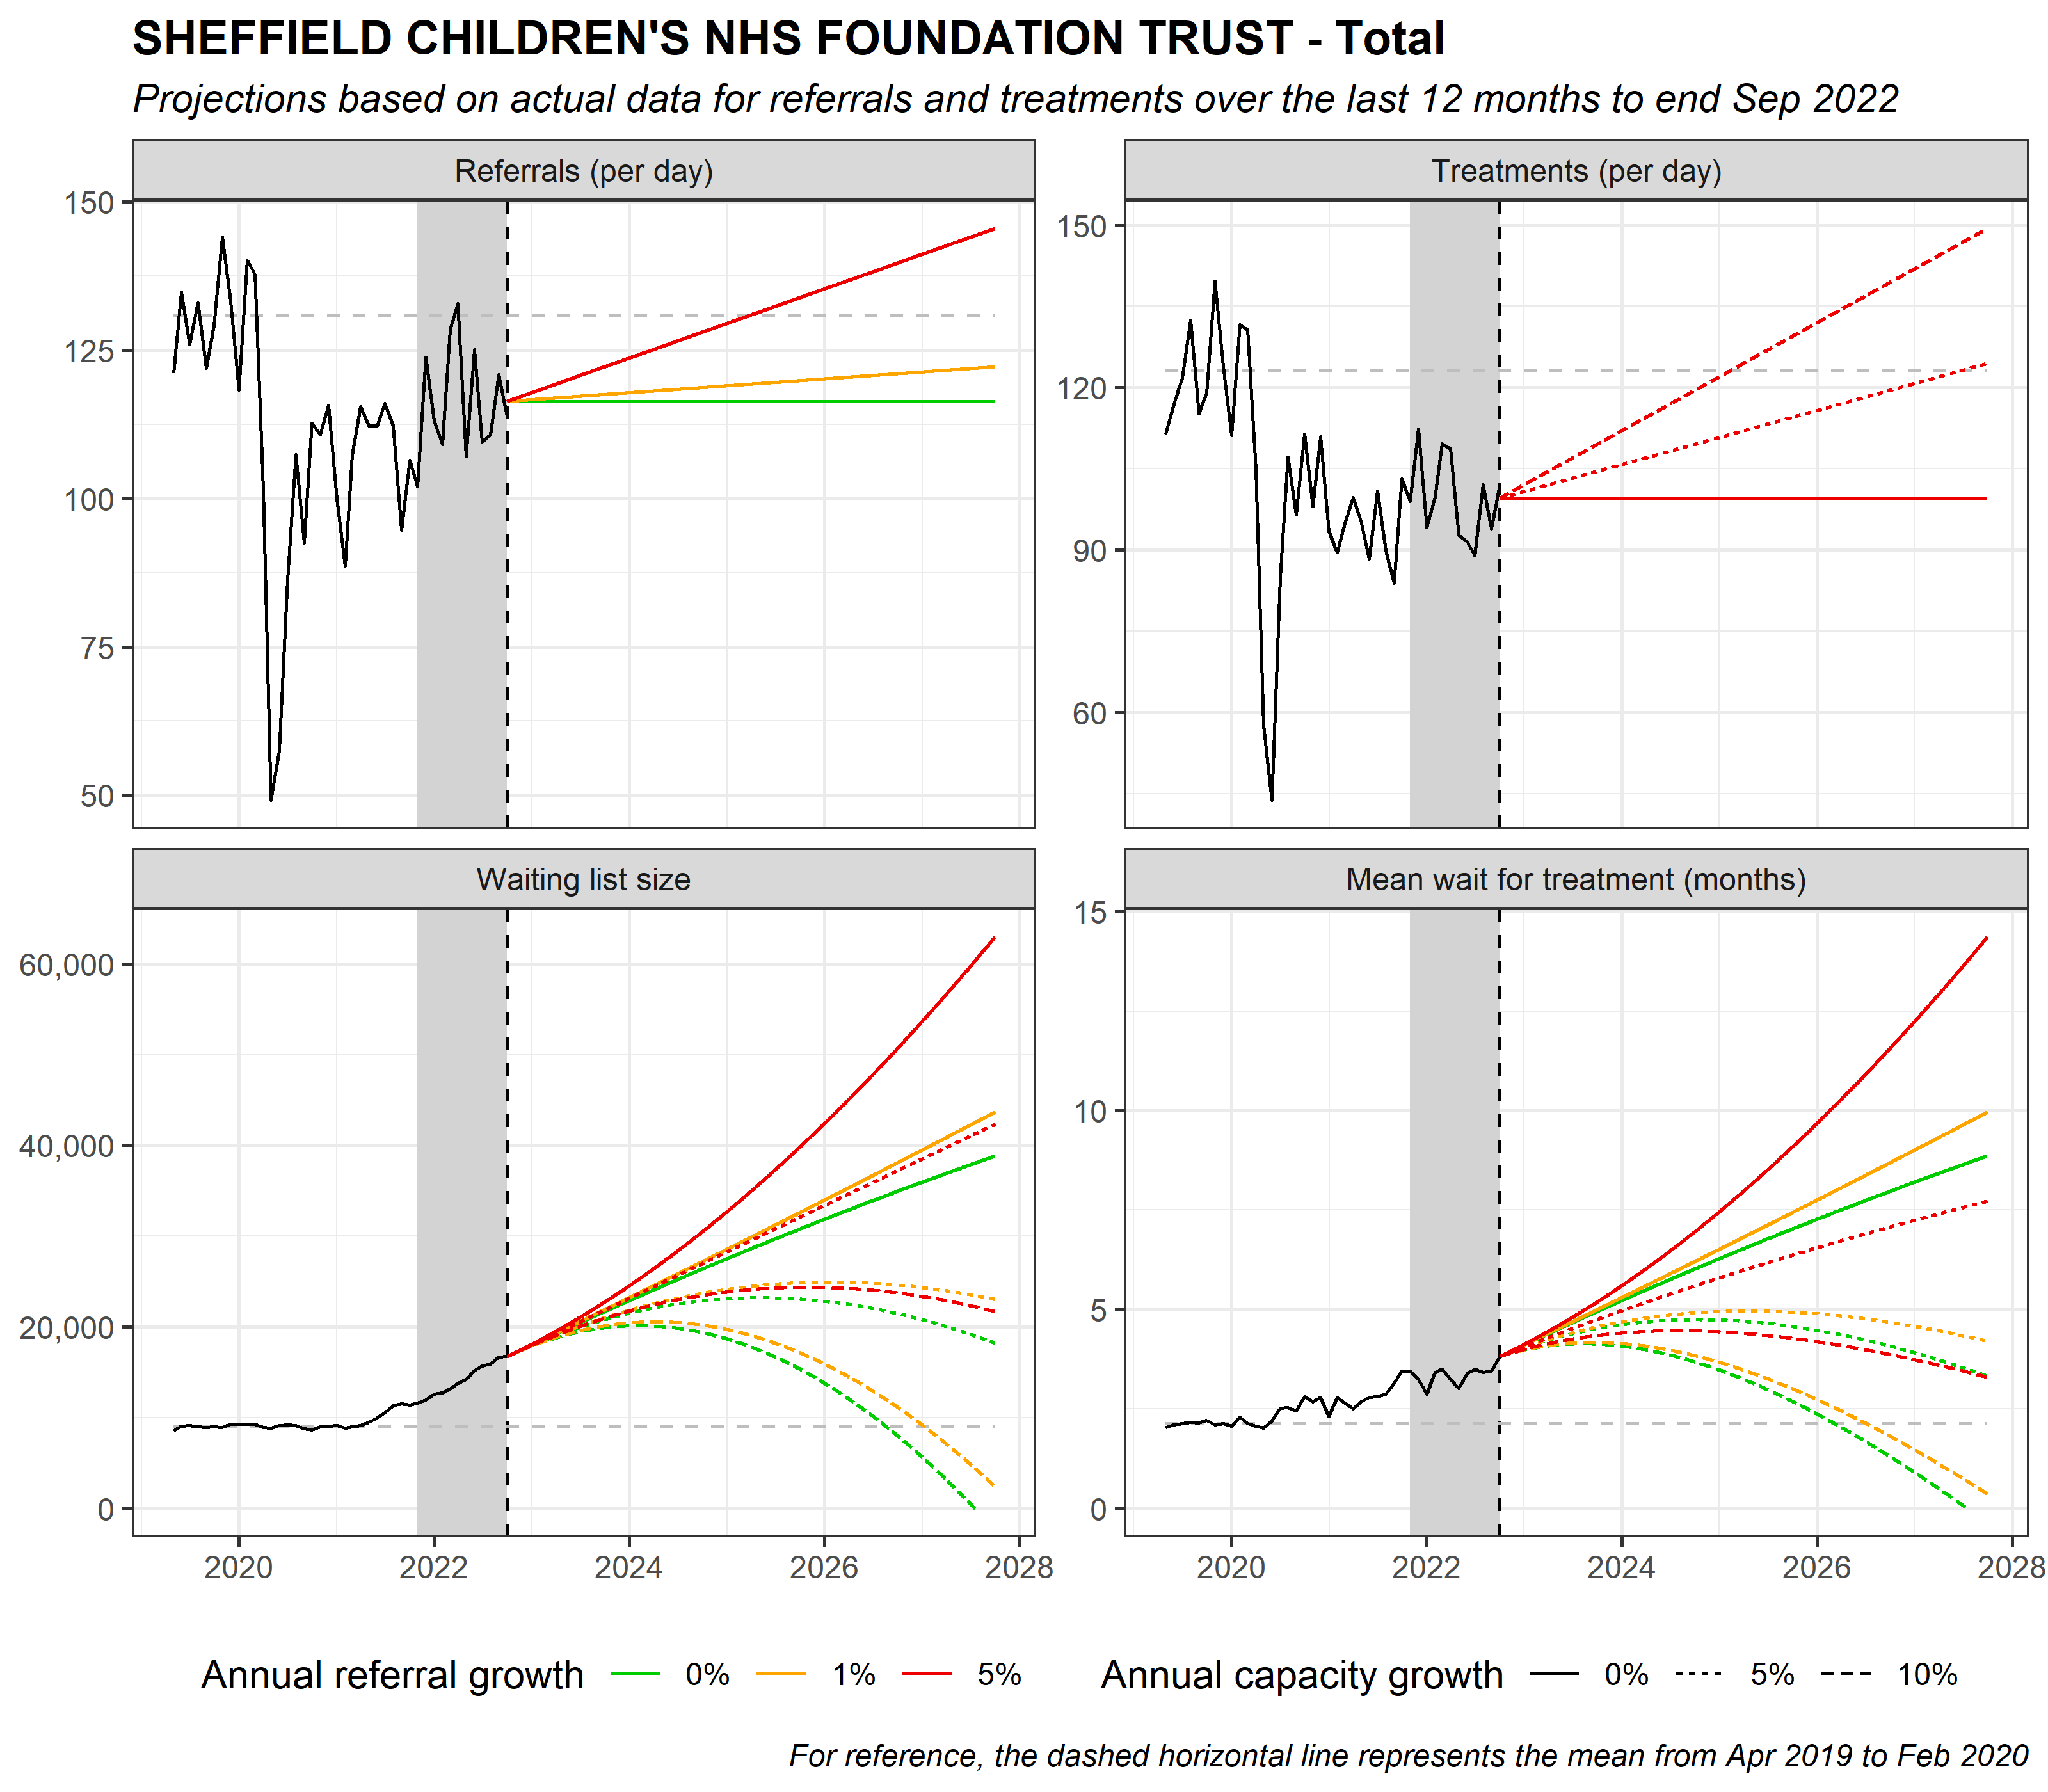 SHEFFIELD CHILDREN'S NHS FOUNDATION TRUST - Total
Projections based on actual data for referrals and treatments over the last 12 months to end Sep 2022
Referrals (per day)
150
125
100
75
50
Treatments (per day)
150
120
90
60
Waiting list size
60,000
40,000
20,000
0
2020 2022 2024 2026 2028
Mean wait for treatment (months)
15
10
5
0
2020 2022 2024 2026 2028
Annual referral growth 0% 1% 5%
Annual capacity growth 0% 5% 10%
For reference, the dashed horizontal line represents the mean from Apr 2019 to Feb 2020